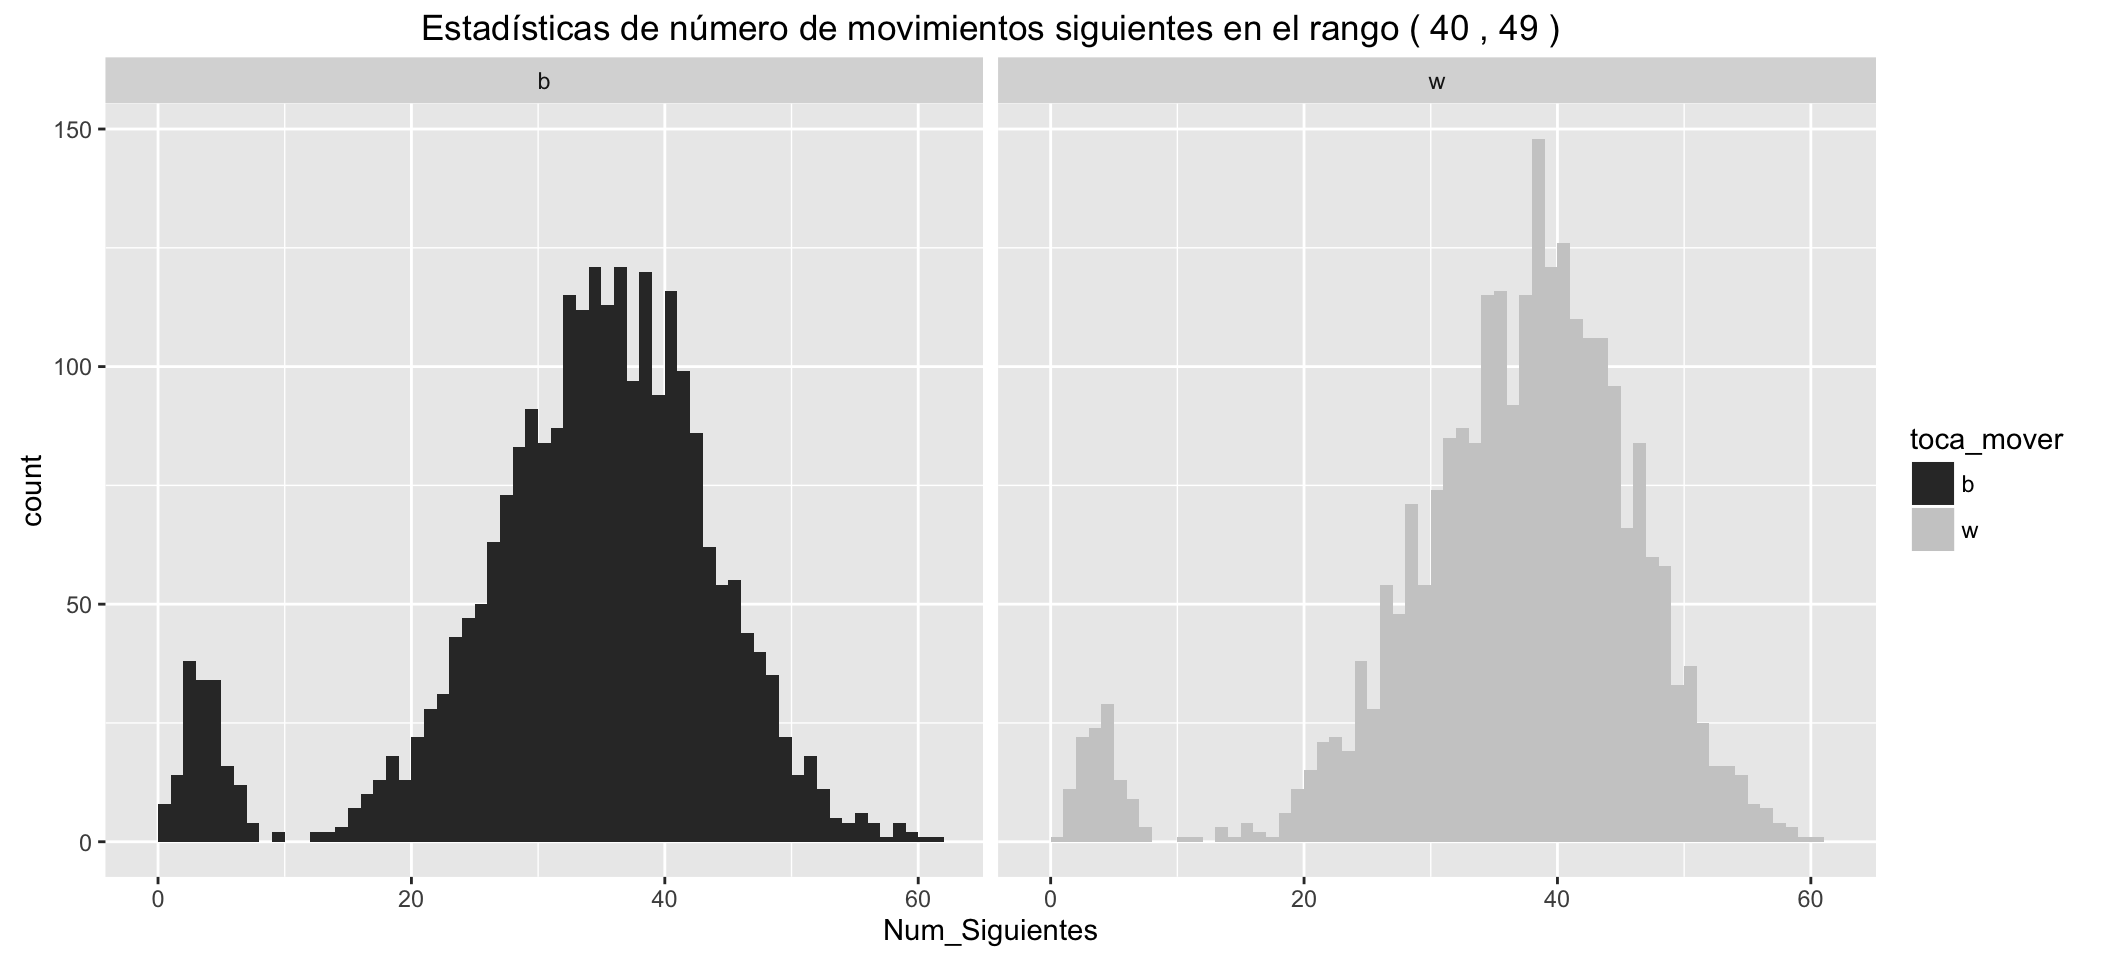 Estadísticas de número de movimientos siguientes en el rango ( 40 , 49 )
b
w
150
100
50
0
count
0
20
40
60
0
20
40
60
Num_Siguientes
toca_mover
b
w